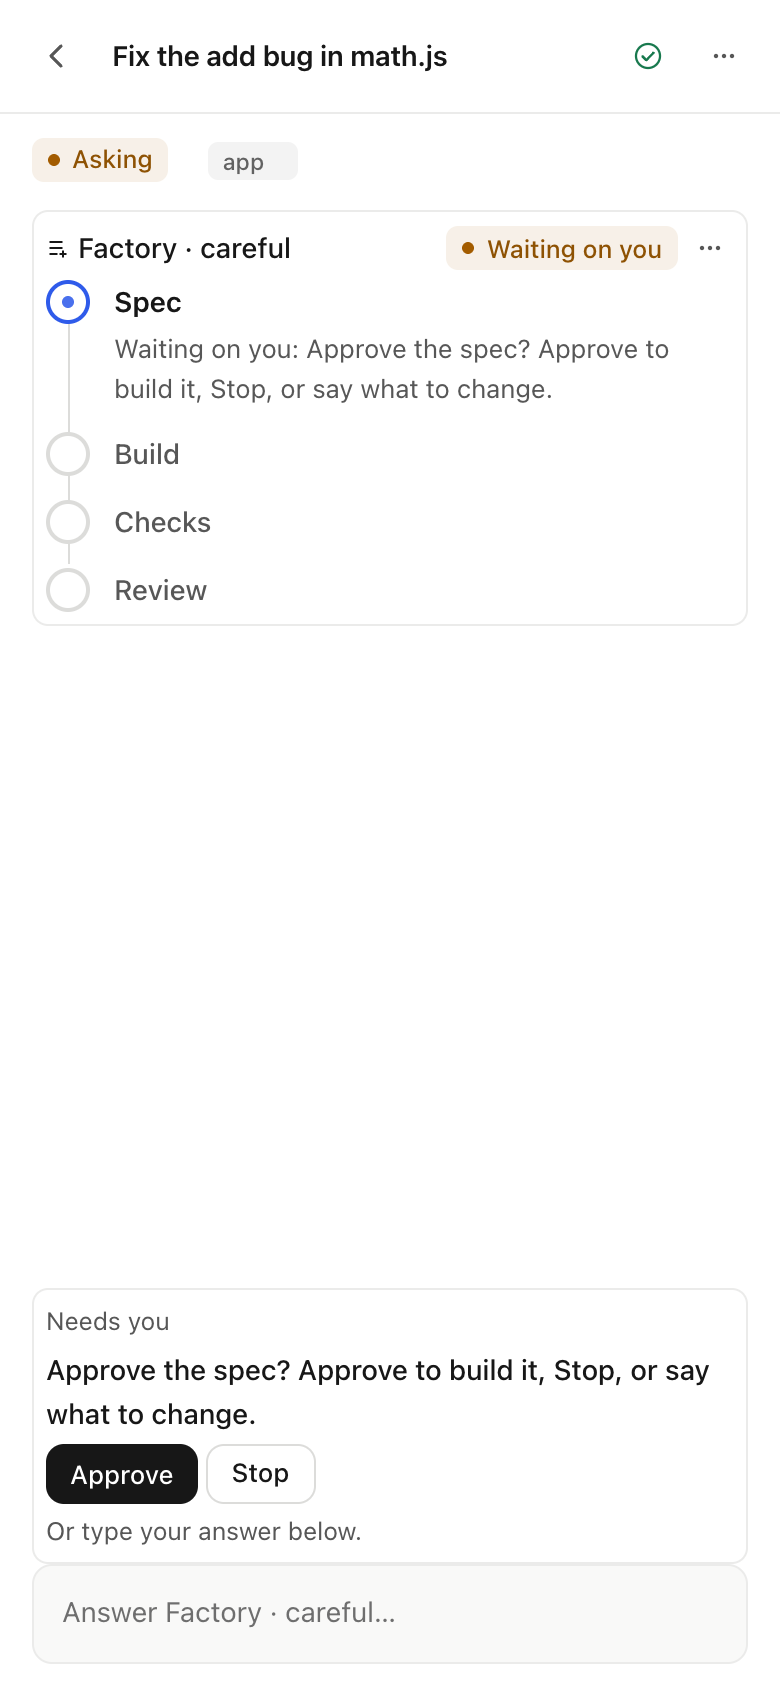 Fix the add bug in math.js
Asking
app
Factory · careful
Waiting on you
Spec
Waiting on you: Approve the spec? Approve to
build it, Stop, or say what to change.
Build
Checks
Review
Needs you
Approve the spec? Approve to build it, Stop, or say
what to change.
Approve
Stop
Or type your answer below.
Answer Factory · careful...